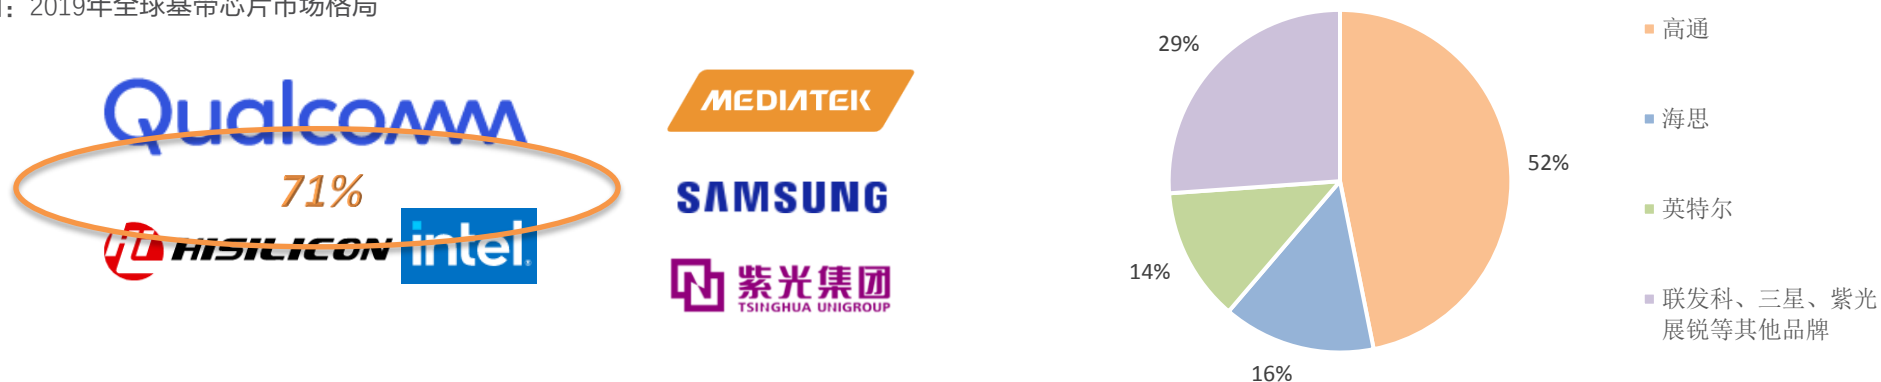 ：2019年全球基带芯片市场格局
Qualcomm
71%
HISILICON
intel.
MEDIATEK
SAMSUNG
紫光集团
TSINGHUA UNIGROUP
29%
52%
14%
16%
高通
海思
英特尔
联发科、三星、紫光
展锐等其他品牌